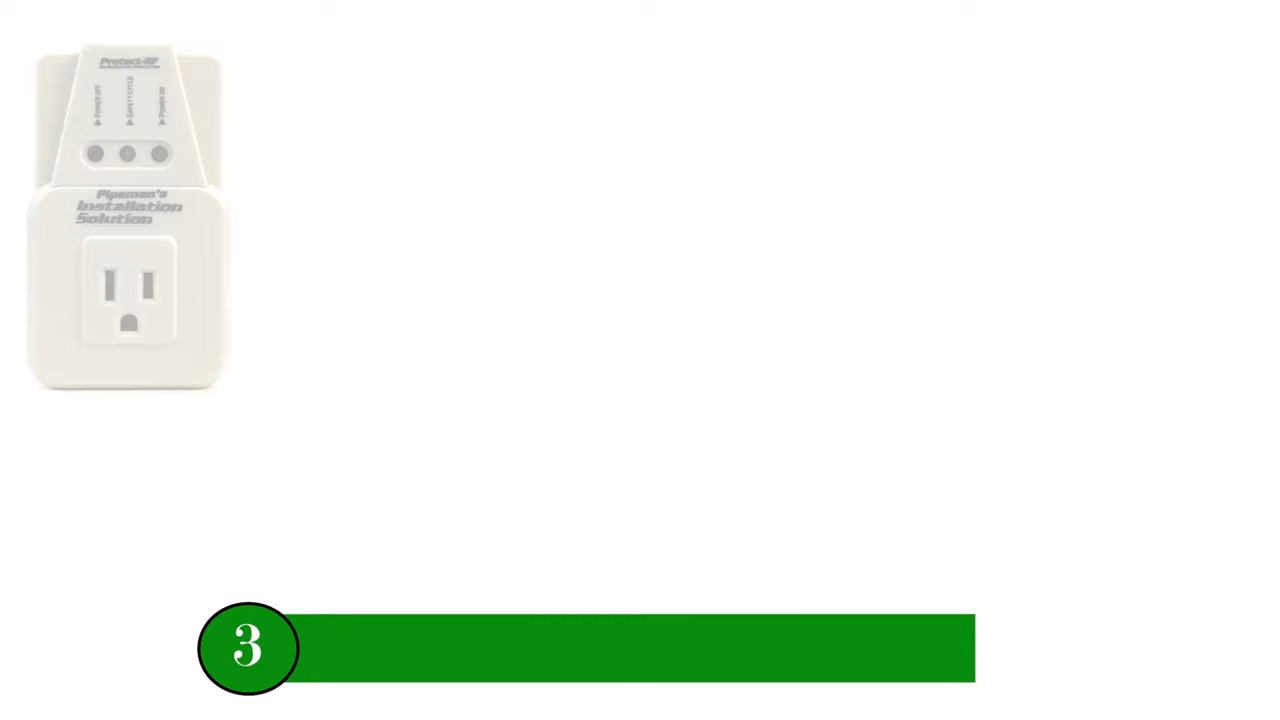 Protect-RF
▶ POWER OFF
▶ SAFETY CYCLE
▶ POWER ON
Pipeman's
Installation
Solution
3